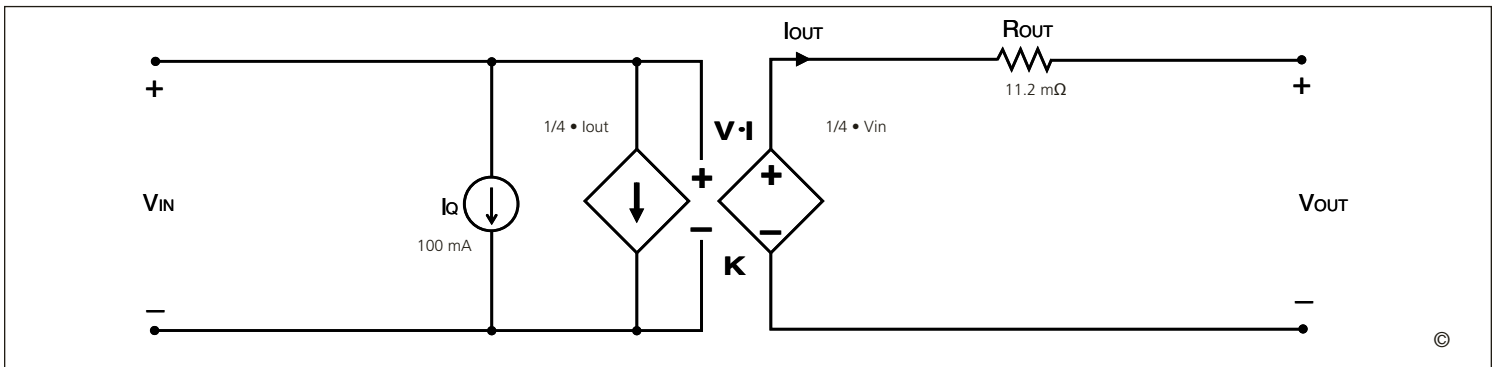 IOUT
ROUT
+
11.2 mΩ
+
1/4 • Iout
V•I
1/4 • Vin
+
+
VIN
IQ
VOUT
100 mA
–
–
K
–
–
©